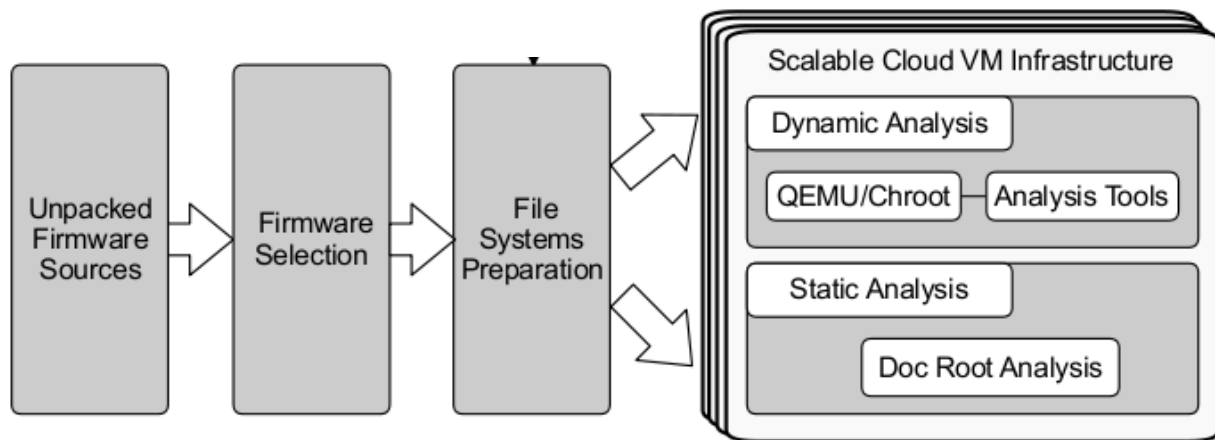 Unpacked
Firmware
Sources
Firmware
Selection
File
Systems
Preparation
Scalable Cloud VM Infrastructure
Dynamic Analysis
QEMU/Chroot
Analysis Tools
Static Analysis
Doc Root Analysis